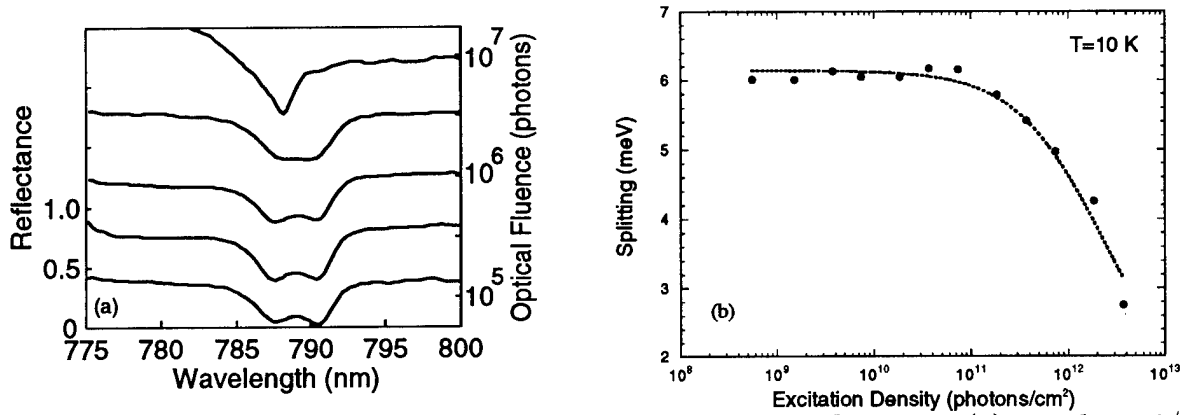 (a)
Reflectance
1.0
0.5
0
775 780 785 790 795 800
Wavelength (nm)
10^7
10^6
10^5
Optical Fluence (photons)
(b)
T=10 K
Splitting (meV)
7
6
5
4
3
2
10^8 10^9 10^10 10^11 10^12 10^13
Excitation Density (photons/cm^2)